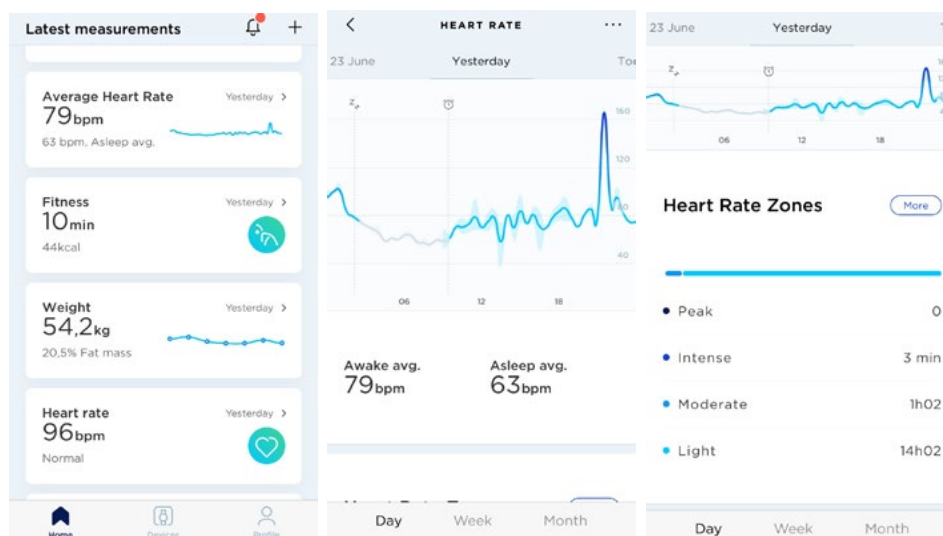 Latest measurements
Average Heart Rate
Yesterday
79bpm
63 bpm, Asleep avg.
Fitness
Yesterday
10min
44kcal
Weight
Yesterday
54,2kg
20,5% Fat mass
Heart rate
Yesterday
96bpm
Normal
Home
Devices
Profile
HEART RATE
23 June
Yesterday
160
120
80
40
06
12
18
Awake avg.
79bpm
Asleep avg.
63bpm
Day
Week
Month
23 June
Yesterday
06
12
18
Heart Rate Zones
More
Peak
0
Intense
3 min
Moderate
1h02
Light
14h02
Day
Week
Month